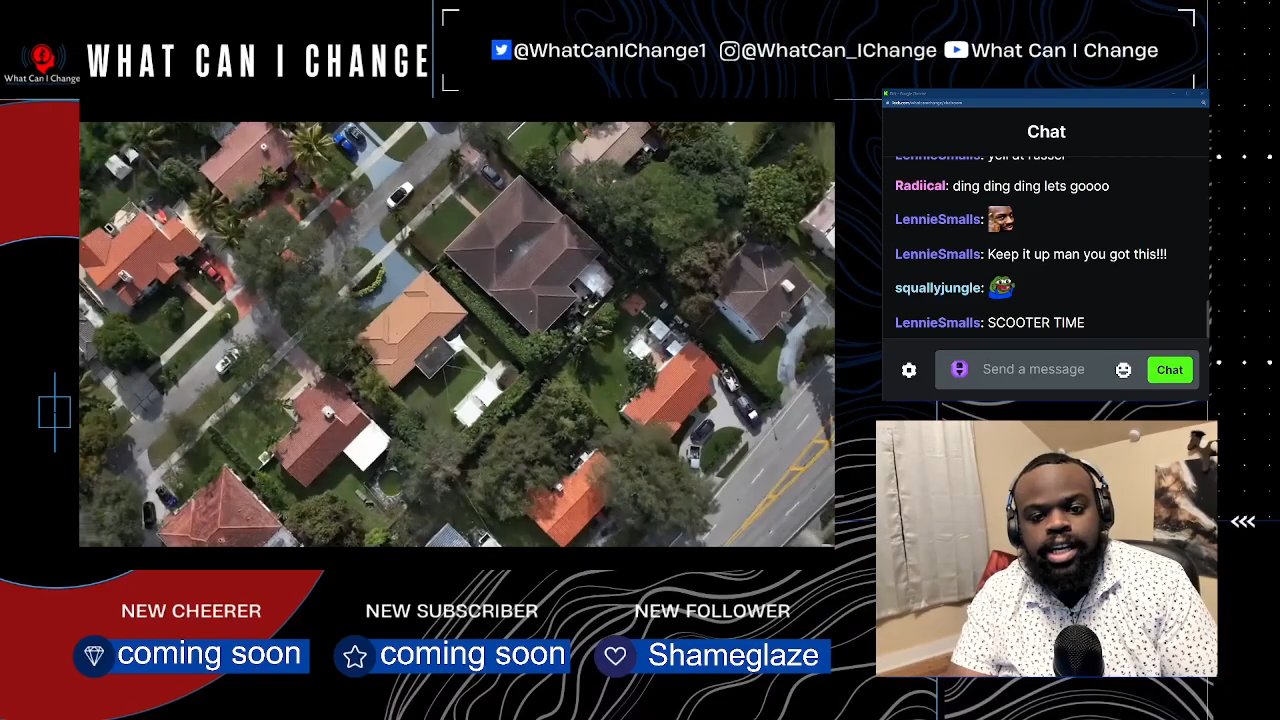 What Can I Change
WHAT CAN I CHANGE
@WhatCanIChange1 @WhatCan_IChange What Can I Change
Chat
Radiical: ding ding ding lets goooo
LennieSmalls:
LennieSmalls: Keep it up man you got this!!!
squallyjungle:
LennieSmalls: SCOOTER TIME
Send a message
Chat
NEW CHEERER
coming soon
NEW SUBSCRIBER
coming soon
NEW FOLLOWER
Shameglaze